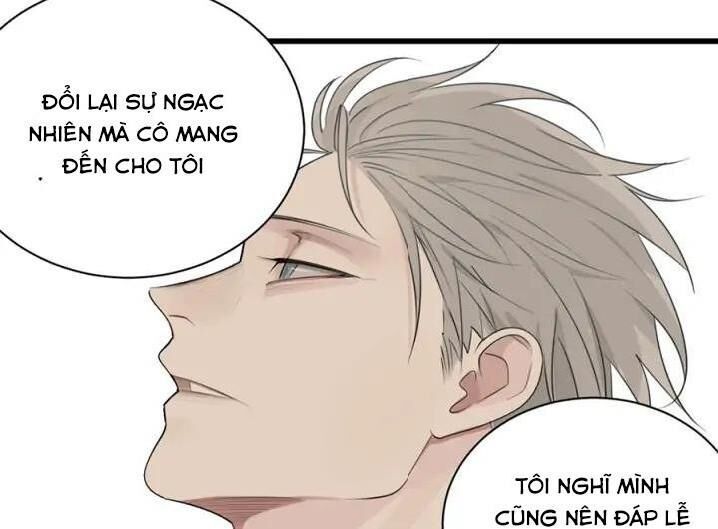 ĐỔI LẠI SỰ NGẠC
NHIÊN MÀ CÔ MANG
ĐẾN CHO TÔI
TÔI NGHĨ MÌNH
CŨNG NÊN ĐÁP LỄ